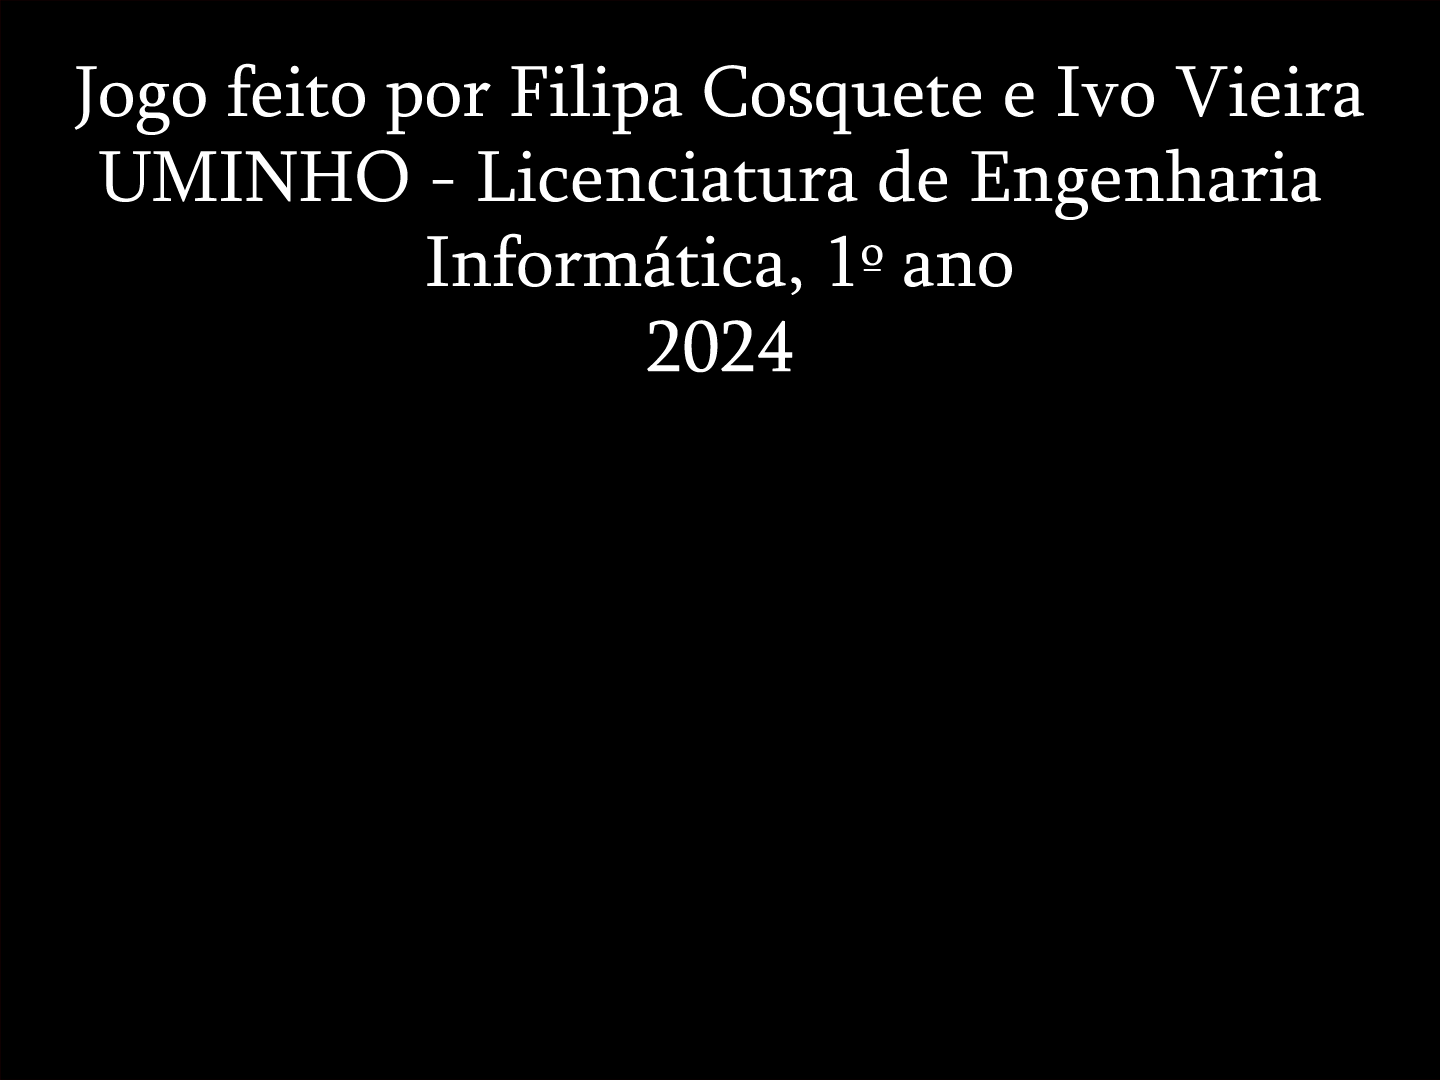 Jogo feito por Filipa Cosquete e Ivo Vieira
UMINHO - Licenciatura de Engenharia
Informática, 1º ano
2024